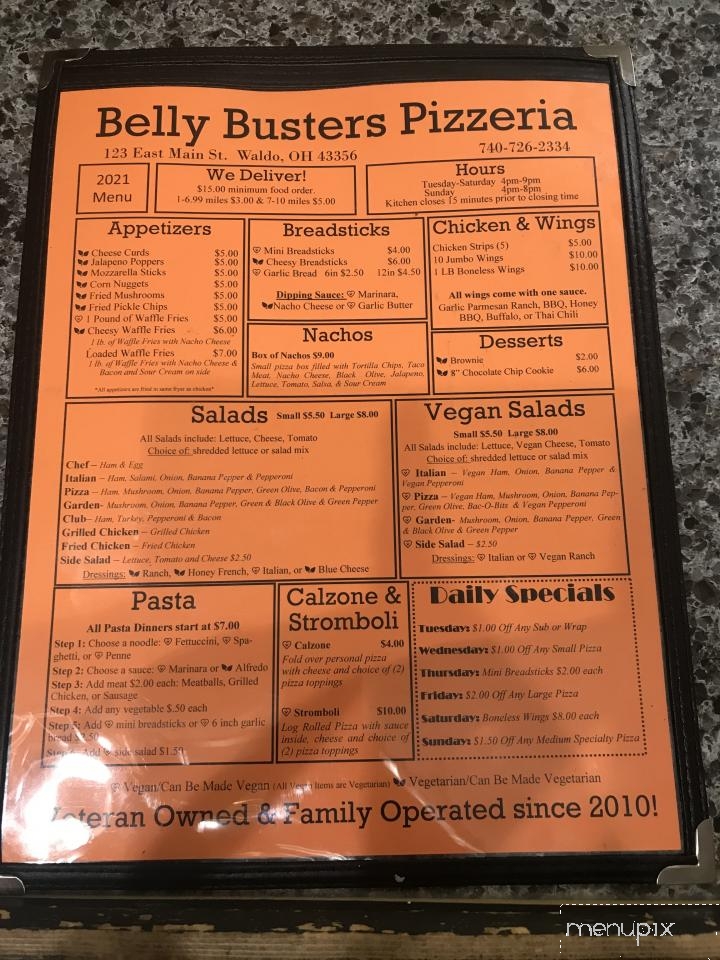 Belly Busters Pizzeria
123 East Main St. Waldo, OH 43356
740-726-2334
2021
Menu
We Deliver!
$15.00 minimum food order.
1-6.99 miles $3.00 & 7-10 miles $5.00
Hours
Tuesday-Saturday 4pm-9pm
Sunday 4pm-8pm
Kitchen closes 15 minutes prior to closing time
Appetizers
Cheese Curds $5.00
Jalapeno Poppers $5.00
Mozzarella Sticks $5.00
Corn Nuggets $5.00
Fried Mushrooms $5.00
Fried Pickle Chips $5.00
1 Pound of Waffle Fries $5.00
Cheesy Waffle Fries $6.00
1 lb. of Waffle Fries with Nacho Cheese
Loaded Waffle Fries $7.00
1 lb. of Waffle Fries with Nacho Cheese &
Bacon and Sour Cream on side
*All appetizers are fried in same fryer as chicken*
Breadsticks
Mini Breadsticks $4.00
Cheesy Breadsticks $6.00
Garlic Bread 6in $2.50 12in $4.50
Dipping Sauce: Marinara,
Nacho Cheese or Garlic Butter
Chicken & Wings
Chicken Strips (5) $5.00
10 Jumbo Wings $10.00
1 LB Boneless Wings $10.00
All wings come with one sauce.
Garlic Parmesan Ranch, BBQ, Honey
BBQ, Buffalo, or Thai Chili
Nachos
Box of Nachos $9.00
Small pizza box filled with Tortilla Chips, Taco
Meat, Nacho Cheese, Black Olive, Jalapeno,
Lettuce, Tomato, Salsa, & Sour Cream
Desserts
Brownie $2.00
8" Chocolate Chip Cookie $6.00
Salads Small $5.50 Large $8.00
All Salads include: Lettuce, Cheese, Tomato
Choice of: shredded lettuce or salad mix
Chef – Ham & Egg
Italian – Ham, Salami, Onion, Banana Pepper & Pepperoni
Pizza – Ham, Mushroom, Onion, Banana Pepper, Green Olive, Bacon & Pepperoni
Garden- Mushroom, Onion, Banana Pepper, Green & Black Olive & Green Pepper
Club – Ham, Turkey, Pepperoni & Bacon
Grilled Chicken – Grilled Chicken
Fried Chicken – Fried Chicken
Side Salad – Lettuce, Tomato and Cheese $2.50
Dressings: Ranch, Honey French, Italian, or Blue Cheese
Vegan Salads
Small $5.50 Large $8.00
All Salads include: Lettuce, Vegan Cheese, Tomato
Choice of: shredded lettuce or salad mix
Italian – Vegan Ham, Onion, Banana Pepper &
Vegan Pepperoni
Pizza – Vegan Ham, Mushroom, Onion, Banana Pep-
per, Green Olive, Bac-O-Bits & Vegan Pepperoni
Garden- Mushroom, Onion, Banana Pepper, Green
& Black Olive & Green Pepper
Side Salad – $2.50
Dressings: Italian or Vegan Ranch
Pasta
All Pasta Dinners start at $7.00
Step 1: Choose a noodle: Fettuccini, Spa-
ghetti, or Penne
Step 2: Choose a sauce: Marinara or Alfredo
Step 3: Add meat $2.00 each: Meatballs, Grilled
Chicken, or Sausage
Step 4: Add any vegetable $.50 each
Step 5: Add mini breadsticks or 6 inch garlic
bread $2.50
Add side salad $1.50
Calzone &
Stromboli
Calzone $4.00
Fold over personal pizza
with cheese and choice of (2)
pizza toppings
Stromboli $10.00
Log Rolled Pizza with sauce
inside, cheese and choice of
(2) pizza toppings
Daily Specials
Tuesday: $1.00 Off Any Sub or Wrap
Wednesday: $1.00 Off Any Small Pizza
Thursday: Mini Breadsticks $2.00 each
Friday: $2.00 Off Any Large Pizza
Saturday: Boneless Wings $8.00 each
Sunday: $1.50 Off Any Medium Specialty Pizza
Vegan/Can Be Made Vegan (All Vegan Items are Vegetarian) Vegetarian/Can Be Made Vegetarian
Veteran Owned & Family Operated since 2010!
menupix